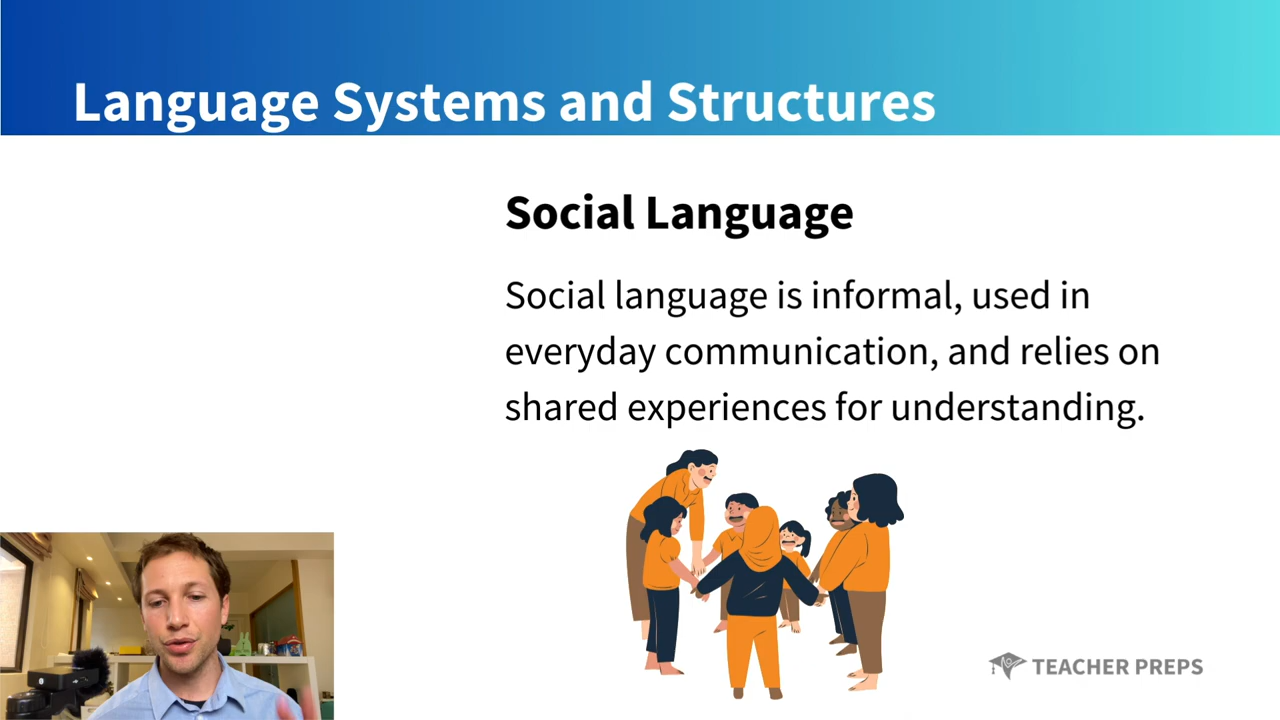 Language Systems and Structures
Social Language
Social language is informal, used in
everyday communication, and relies on
shared experiences for understanding.
TEACHER PREPS